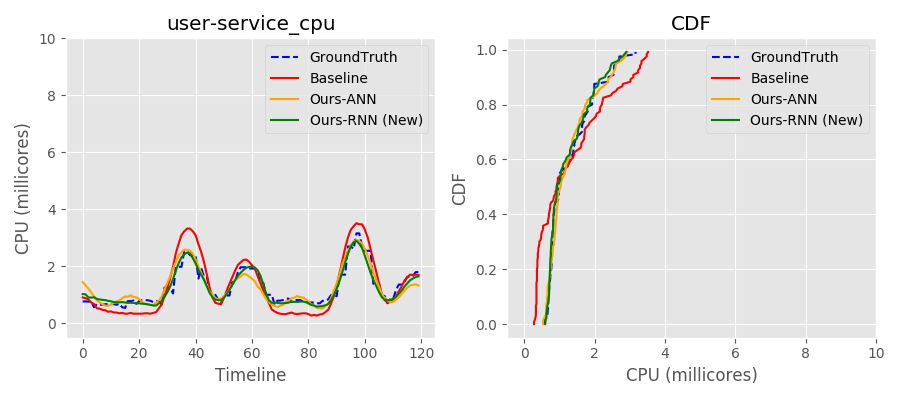 user-service_cpu
CPU (millicores)
10
8
6
4
2
0
0 20 40 60 80 100 120
Timeline
GroundTruth
Baseline
Ours-ANN
Ours-RNN (New)
CDF
CDF
1.0
0.8
0.6
0.4
0.2
0.0
0 2 4 6 8 10
CPU (millicores)
GroundTruth
Baseline
Ours-ANN
Ours-RNN (New)